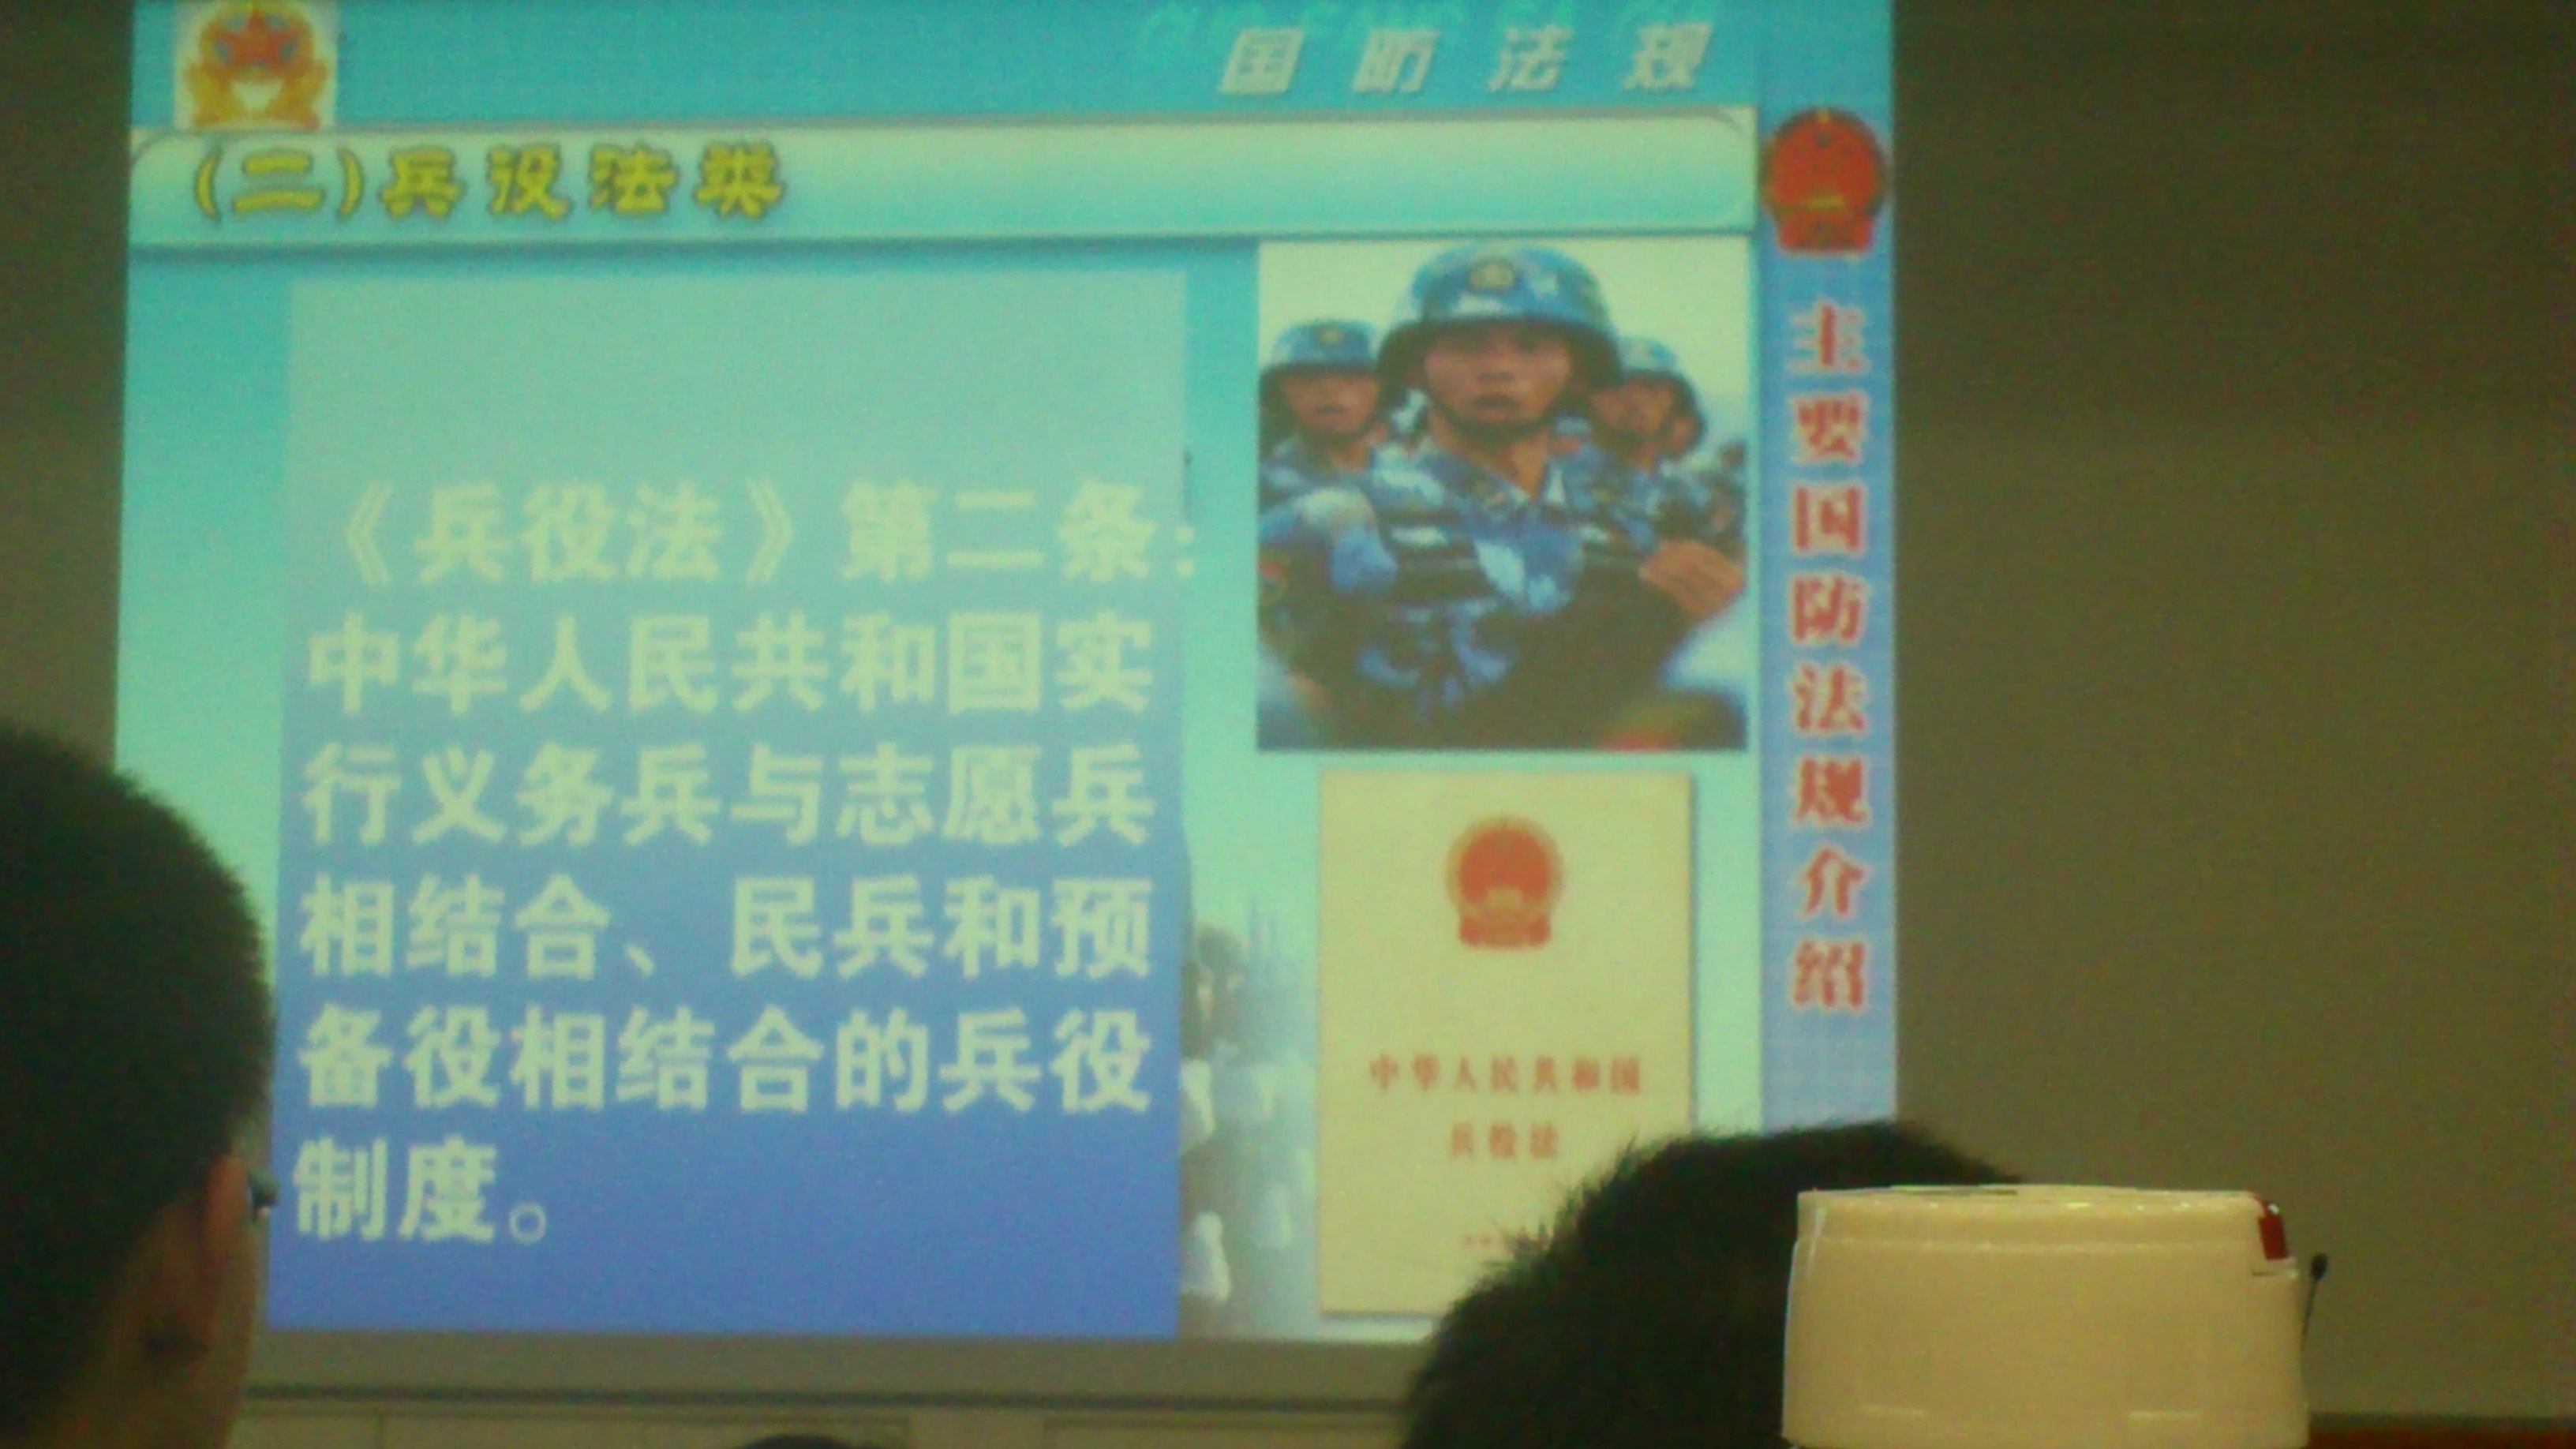 国防法规
(二)兵役法类
《兵役法》第二条：
中华人民共和国实
行义务兵与志愿兵
相结合、民兵和预
备役相结合的兵役
制度。
中华人民共和国
兵役法
主要国防法规介绍